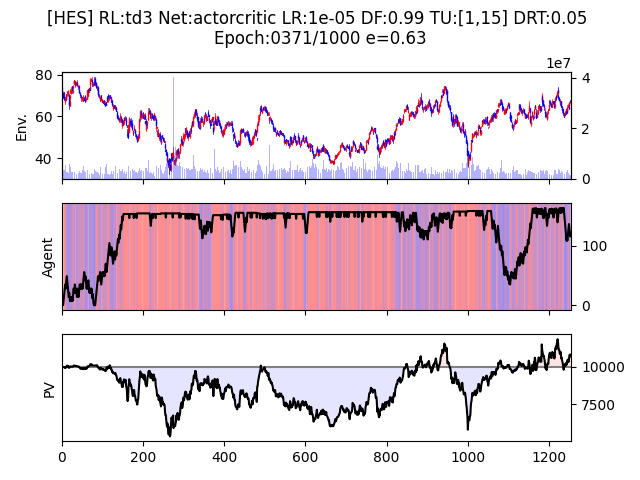 [HES] RL:td3 Net:actorcritic LR:1e-05 DF:0.99 TU:[1,15] DRT:0.05
Epoch:0371/1000 e=0.63
1e7
80
60
40
Env.
4
2
0
Agent
100
0
PV
10000
7500
0 200 400 600 800 1000 1200